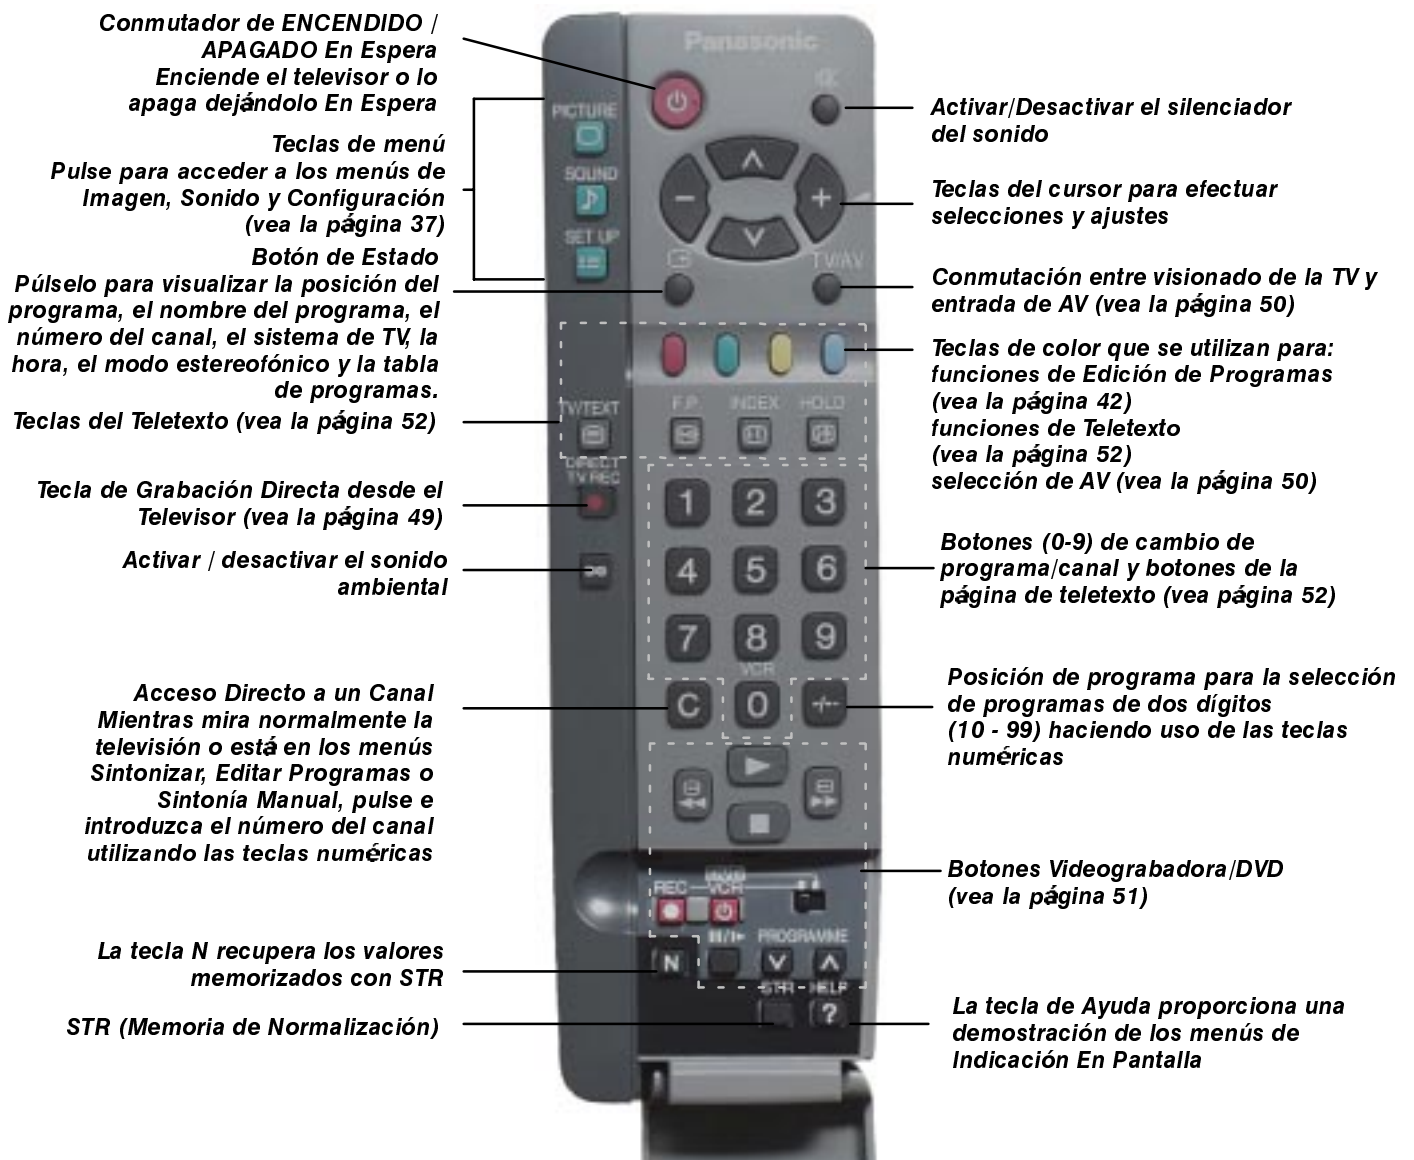 Conmutador de ENCENDIDO /
APAGADO En Espera
Enciende el televisor o lo
apaga dejándolo En Espera
Teclas de menú
Pulse para acceder a los menús de
Imagen, Sonido y Configuración
(vea la página 37)
Botón de Estado
Púlselo para visualizar la posición del
programa, el nombre del programa, el
número del canal, el sistema de TV, la
hora, el modo estereofónico y la tabla
de programas.
Teclas del Teletexto (vea la página 52)
Tecla de Grabación Directa desde el
Televisor (vea la página 49)
Activar / desactivar el sonido
ambiental
Acceso Directo a un Canal
Mientras mira normalmente la
televisión o está en los menús
Sintonizar, Editar Programas o
Sintonía Manual, pulse e
introduzca el número del canal
utilizando las teclas numéricas
La tecla N recupera los valores
memorizados con STR
STR (Memoria de Normalización)
Panasonic
PICTURE
SOUND
SET UP
TV/AV
TV/TEXT
F.P.
INDEX
HOLD
DIRECT
TV REC
1 2 3
4 5 6
7 8 9
VCR
C 0 -/--
REC VCR
PROGRAMME
N
STR HELP
?
Activar/Desactivar el silenciador
del sonido
Teclas del cursor para efectuar
selecciones y ajustes
Conmutación entre visionado de la TV y
entrada de AV (vea la página 50)
Teclas de color que se utilizan para:
funciones de Edición de Programas
(vea la página 42)
funciones de Teletexto
(vea la página 52)
selección de AV (vea la página 50)
Botones (0-9) de cambio de
programa/canal y botones de la
página de teletexto (vea página 52)
Posición de programa para la selección
de programas de dos dígitos
(10 - 99) haciendo uso de las teclas
numéricas
Botones Videograbadora/DVD
(vea la página 51)
La tecla de Ayuda proporciona una
demostración de los menús de
Indicación En Pantalla